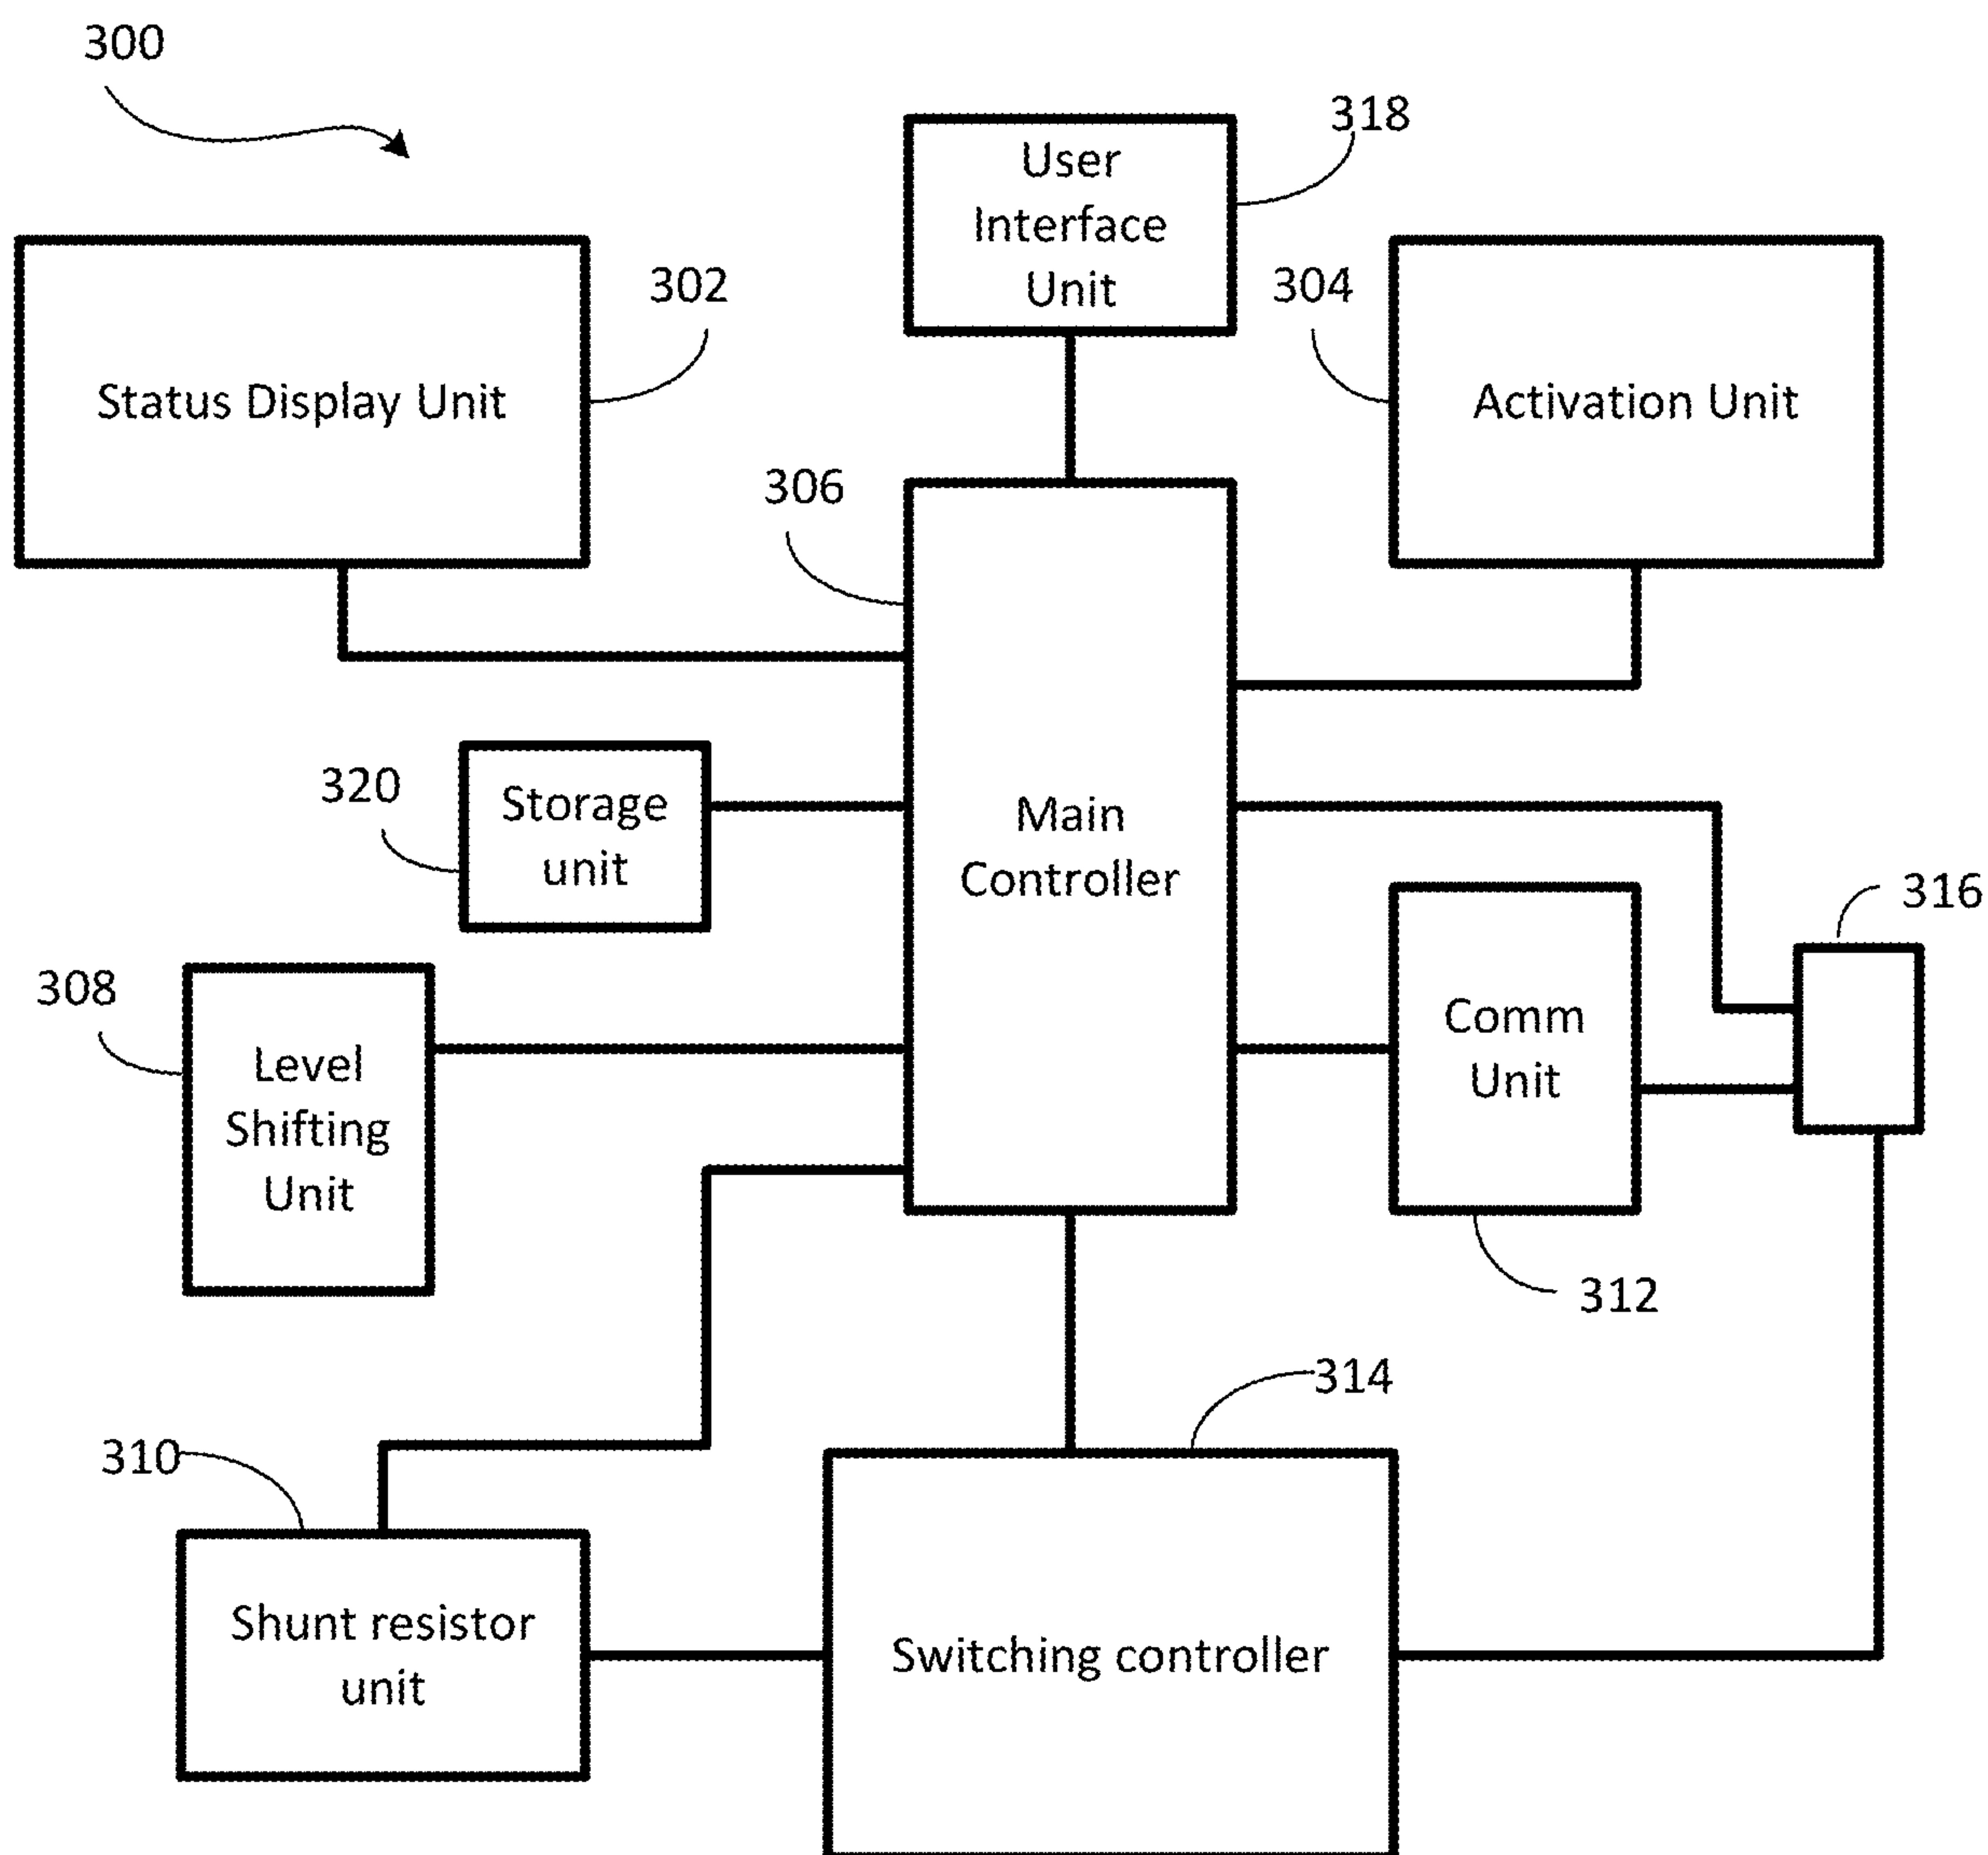 300
318
User
Interface
Unit
302
304
Status Display Unit
Activation Unit
306
320
Storage
unit
Main
Controller
316
308
Level
Shifting
Unit
Comm
Unit
312
314
310
Shunt resistor
unit
Switching controller